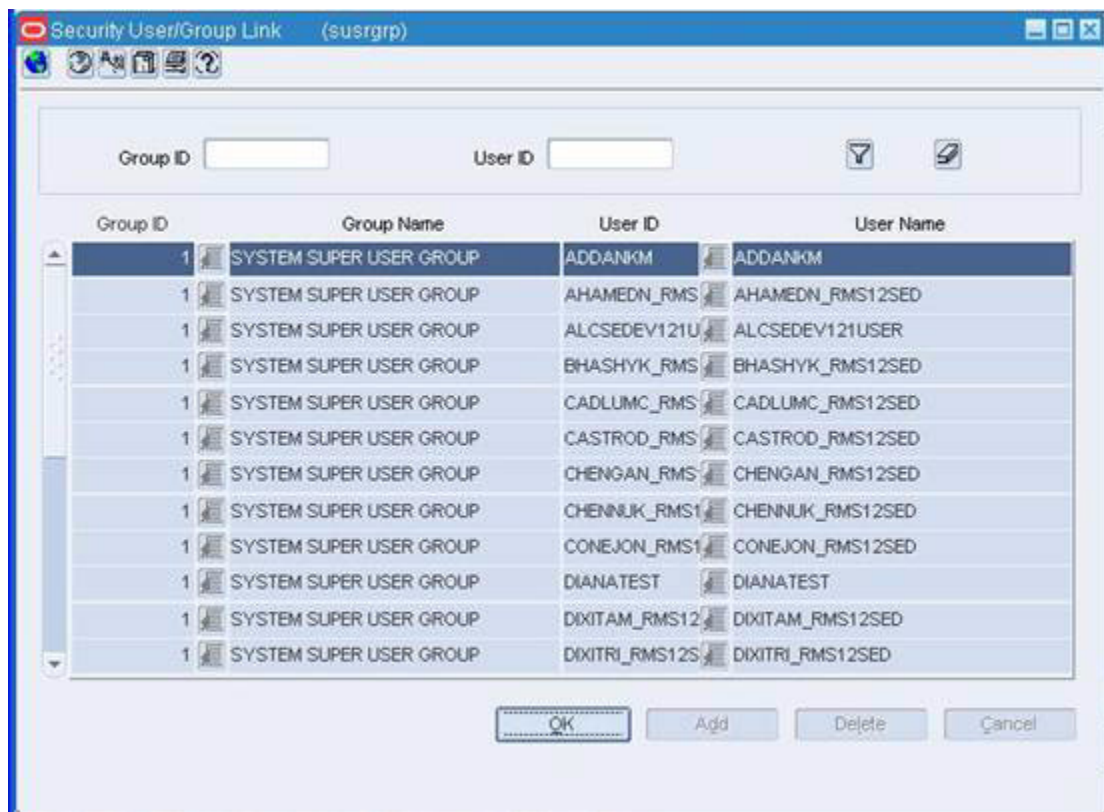 Security User/Group Link (susrgrp)
Group ID User ID
Group ID Group Name User ID User Name
1 SYSTEM SUPER USER GROUP ADDANKM ADDANKM
1 SYSTEM SUPER USER GROUP AHAMEDN_RMS AHAMEDN_RMS12SED
1 SYSTEM SUPER USER GROUP ALCSEDEV121U ALCSEDEV121USER
1 SYSTEM SUPER USER GROUP BHASHYK_RMS BHASHYK_RMS12SED
1 SYSTEM SUPER USER GROUP CADLUMC_RMS CADLUMC_RMS12SED
1 SYSTEM SUPER USER GROUP CASTROD_RMS CASTROD_RMS12SED
1 SYSTEM SUPER USER GROUP CHENGAN_RMS CHENGAN_RMS12SED
1 SYSTEM SUPER USER GROUP CHENNUK_RMS1 CHENNUK_RMS12SED
1 SYSTEM SUPER USER GROUP CONEJON_RMS1 CONEJON_RMS12SED
1 SYSTEM SUPER USER GROUP DIANATEST DIANATEST
1 SYSTEM SUPER USER GROUP DIXITAM_RMS12 DIXITAM_RMS12SED
1 SYSTEM SUPER USER GROUP DIXITRI_RMS12S DIXITRI_RMS12SED
OK Add Delete Cancel